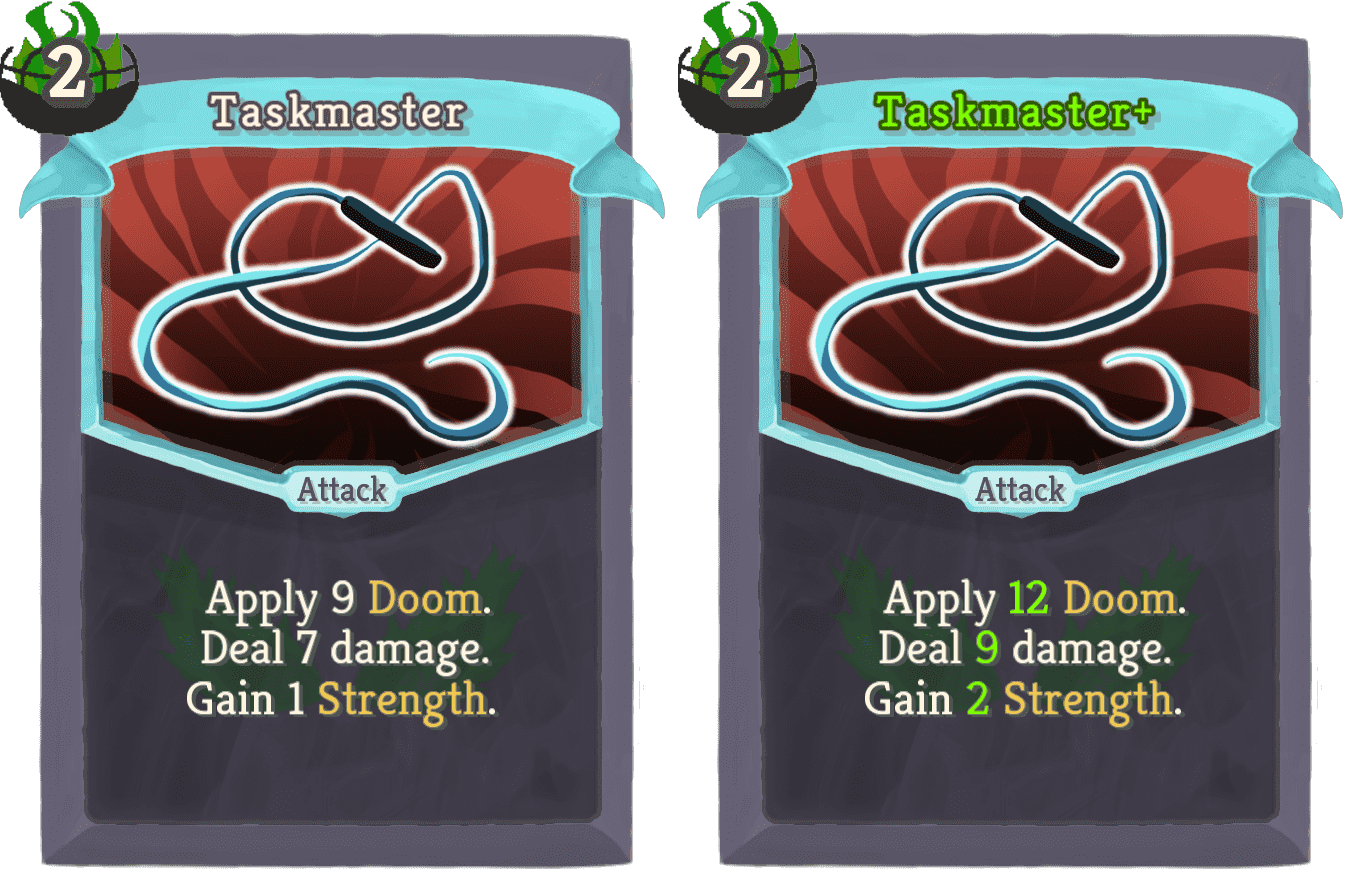 2
Taskmaster
Attack
Apply 9 Doom.
Deal 7 damage.
Gain 1 Strength.
2
Taskmaster+
Attack
Apply 12 Doom.
Deal 9 damage.
Gain 2 Strength.